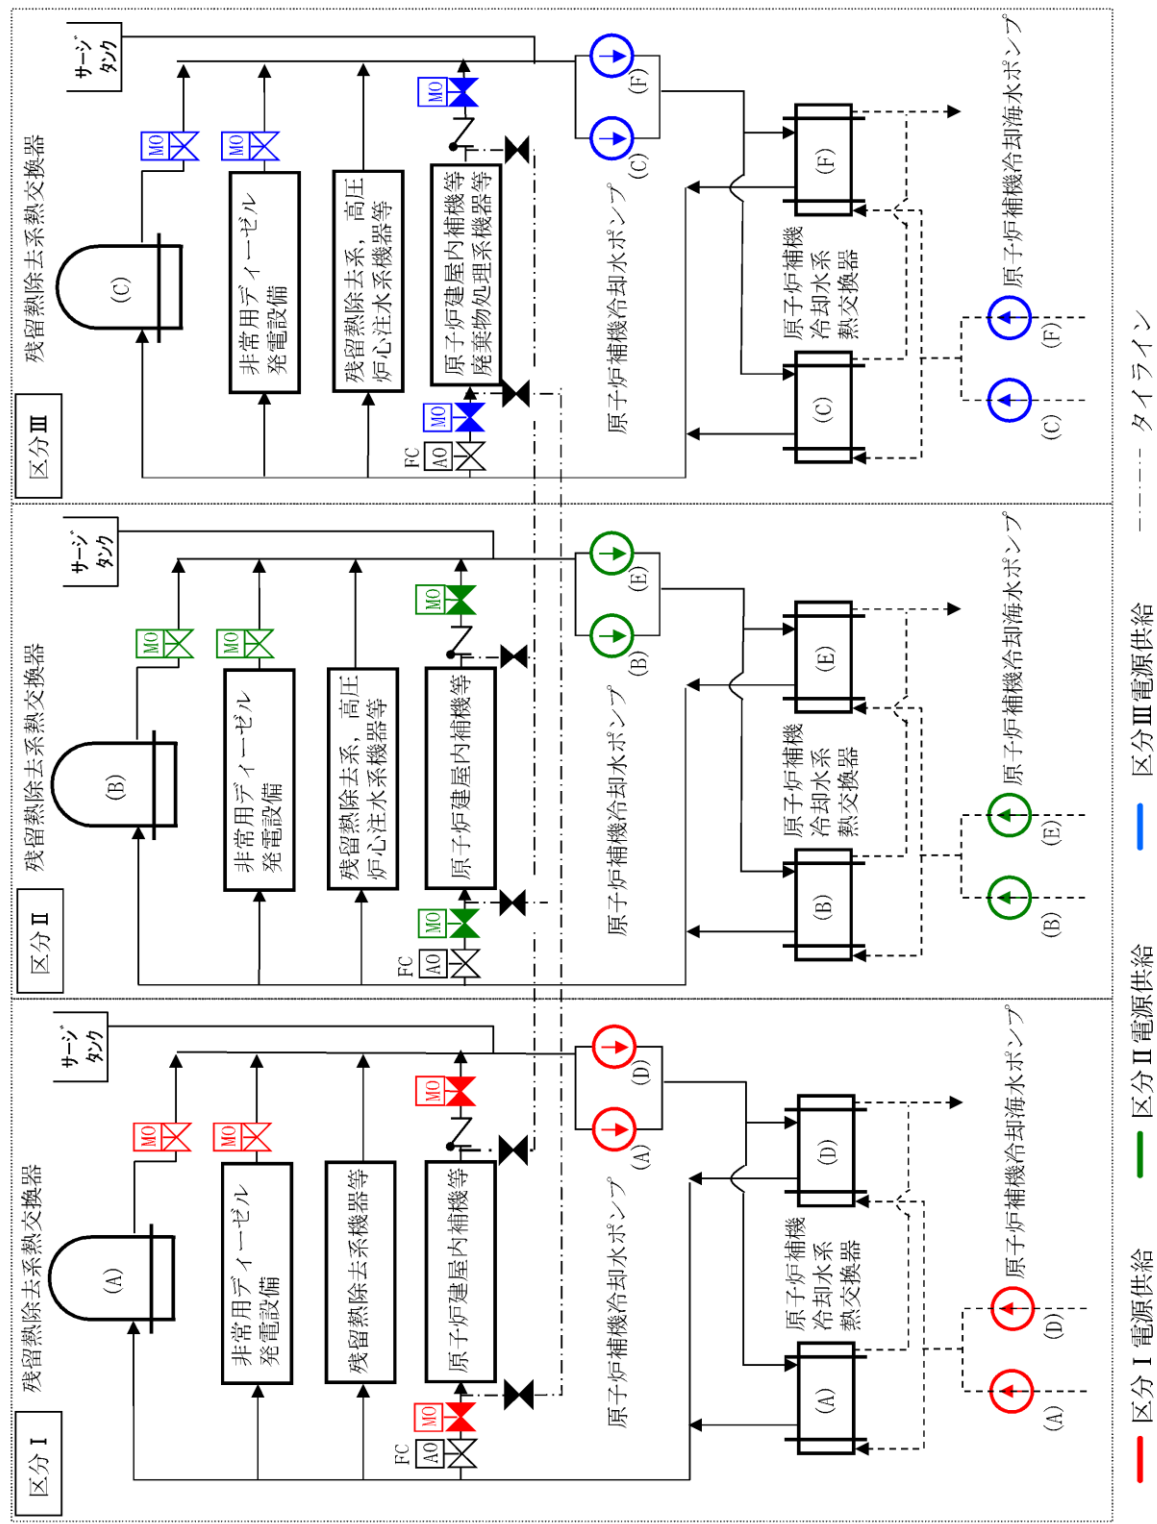 区分Ⅰ
残留熱除去系熱交換器
(A)
サージ
タンク
MO
非常用ディーゼル
発電設備
MO
残留熱除去系機器等
FC
AO
MO
原子炉建屋内補機等
MO
原子炉補機冷却水ポンプ
(A)
(D)
原子炉補機
冷却水系
熱交換器
(A)
(D)
原子炉補機冷却海水ポンプ
(A)
(D)
区分Ⅱ
残留熱除去系熱交換器
(B)
サージ
タンク
MO
非常用ディーゼル
発電設備
MO
残留熱除去系，高圧
炉心注水系機器等
FC
AO
MO
原子炉建屋内補機等
MO
原子炉補機冷却水ポンプ
(B)
(E)
原子炉補機
冷却水系
熱交換器
(B)
(E)
原子炉補機冷却海水ポンプ
(B)
(E)
区分Ⅲ
残留熱除去系熱交換器
(C)
サージ
タンク
MO
非常用ディーゼル
発電設備
MO
残留熱除去系，高圧
炉心注水系機器等
FC
AO
MO
原子炉建屋内補機等
廃棄物処理系機器等
MO
原子炉補機冷却水ポンプ
(C)
(F)
原子炉補機
冷却水系
熱交換器
(C)
(F)
原子炉補機冷却海水ポンプ
(C)
(F)
区分Ⅰ電源供給
区分Ⅱ電源供給
区分Ⅲ電源供給
タイライン